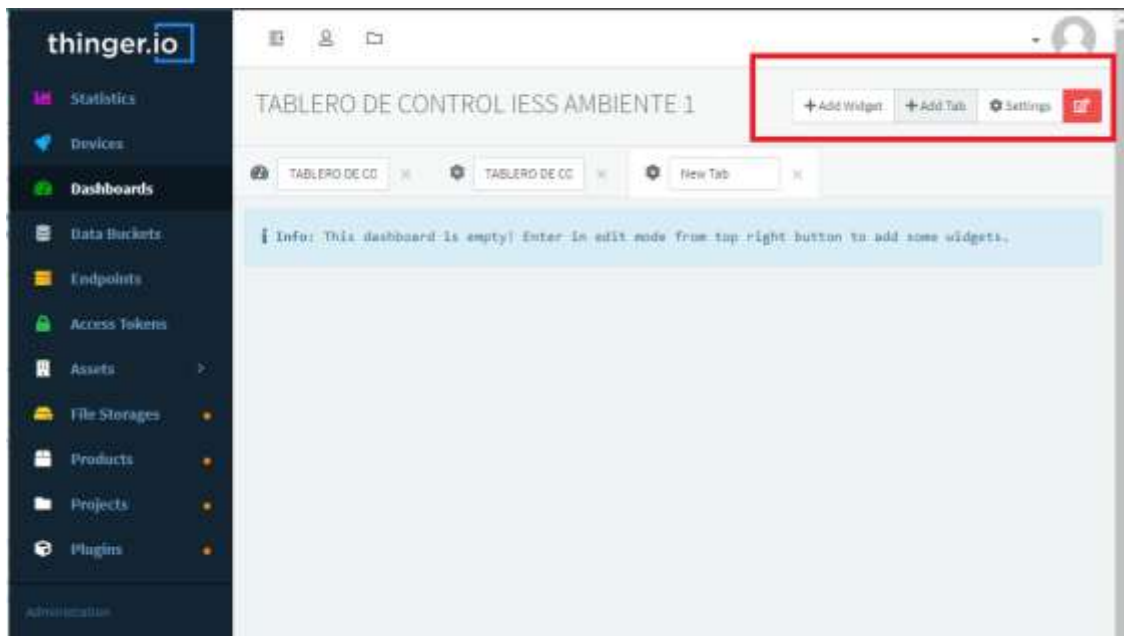 thinger.io
Statistics
Devices
Dashboards
Data Buckets
Endpoints
Access Tokens
Assets
File Storages
Products
Projects
Plugins
Administration
TABLERO DE CONTROL IESS AMBIENTE 1
+ Add Widget + Add Tab Settings
TABLERO DE CO × TABLERO DE CC × New Tab ×
Info: This dashboard is empty! Enter in edit mode from top right button to add some widgets.